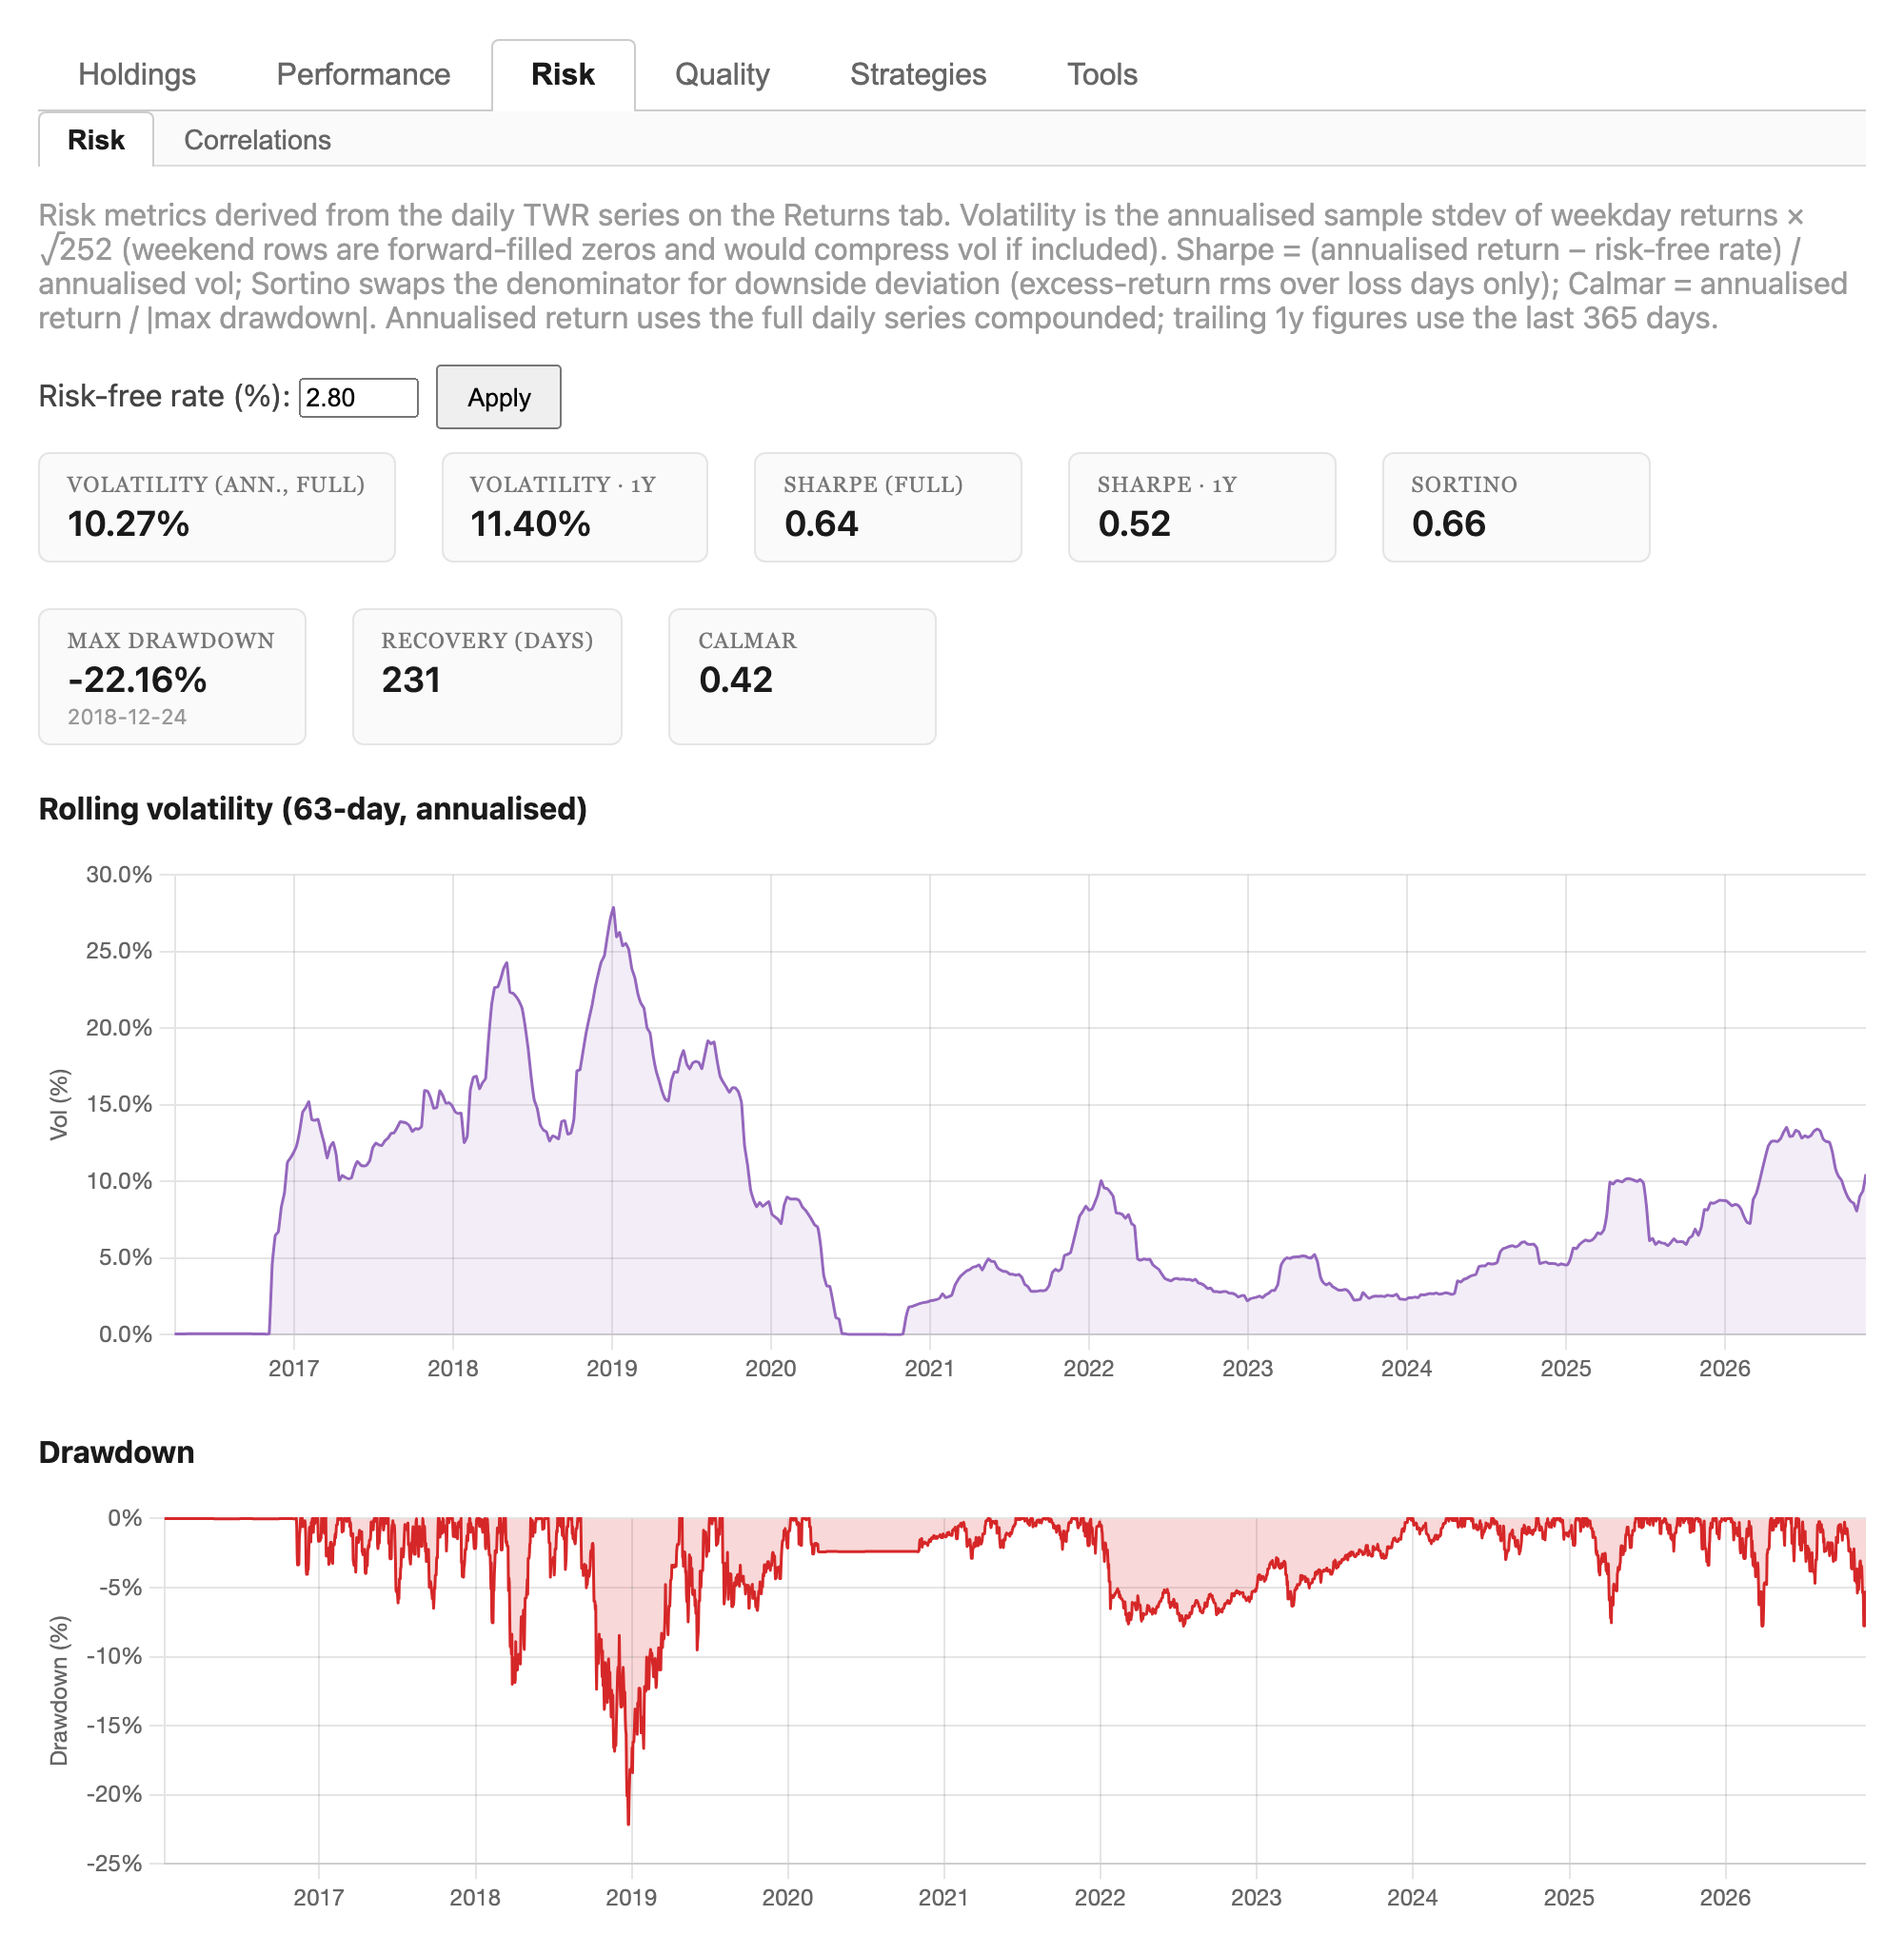 Holdings Performance Risk Quality Strategies Tools
Risk Correlations
Risk metrics derived from the daily TWR series on the Returns tab. Volatility is the annualised sample stdev of weekday returns ×
√252 (weekend rows are forward-filled zeros and would compress vol if included). Sharpe = (annualised return – risk-free rate) /
annualised vol; Sortino swaps the denominator for downside deviation (excess-return rms over loss days only); Calmar = annualised
return / |max drawdown|. Annualised return uses the full daily series compounded; trailing 1y figures use the last 365 days.
Risk-free rate (%): 2.80 Apply
VOLATILITY (ANN., FULL)
10.27%
VOLATILITY · 1Y
11.40%
SHARPE (FULL)
0.64
SHARPE · 1Y
0.52
SORTINO
0.66
MAX DRAWDOWN
-22.16%
2018-12-24
RECOVERY (DAYS)
231
CALMAR
0.42
Rolling volatility (63-day, annualised)
Vol (%)
30.0%
25.0%
20.0%
15.0%
10.0%
5.0%
0.0%
2017 2018 2019 2020 2021 2022 2023 2024 2025 2026
Drawdown
Drawdown (%)
0%
-5%
-10%
-15%
-20%
-25%
2017 2018 2019 2020 2021 2022 2023 2024 2025 2026